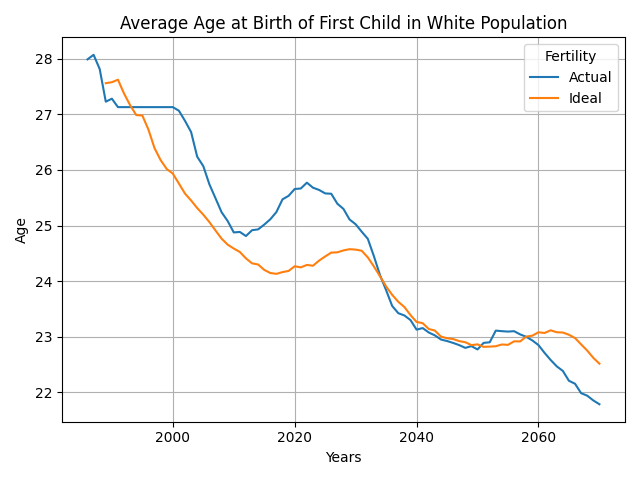 Average Age at Birth of First Child in White Population
Fertility
Actual
Ideal
Age
28
27
26
25
24
23
22
2000
2020
2040
2060
Years